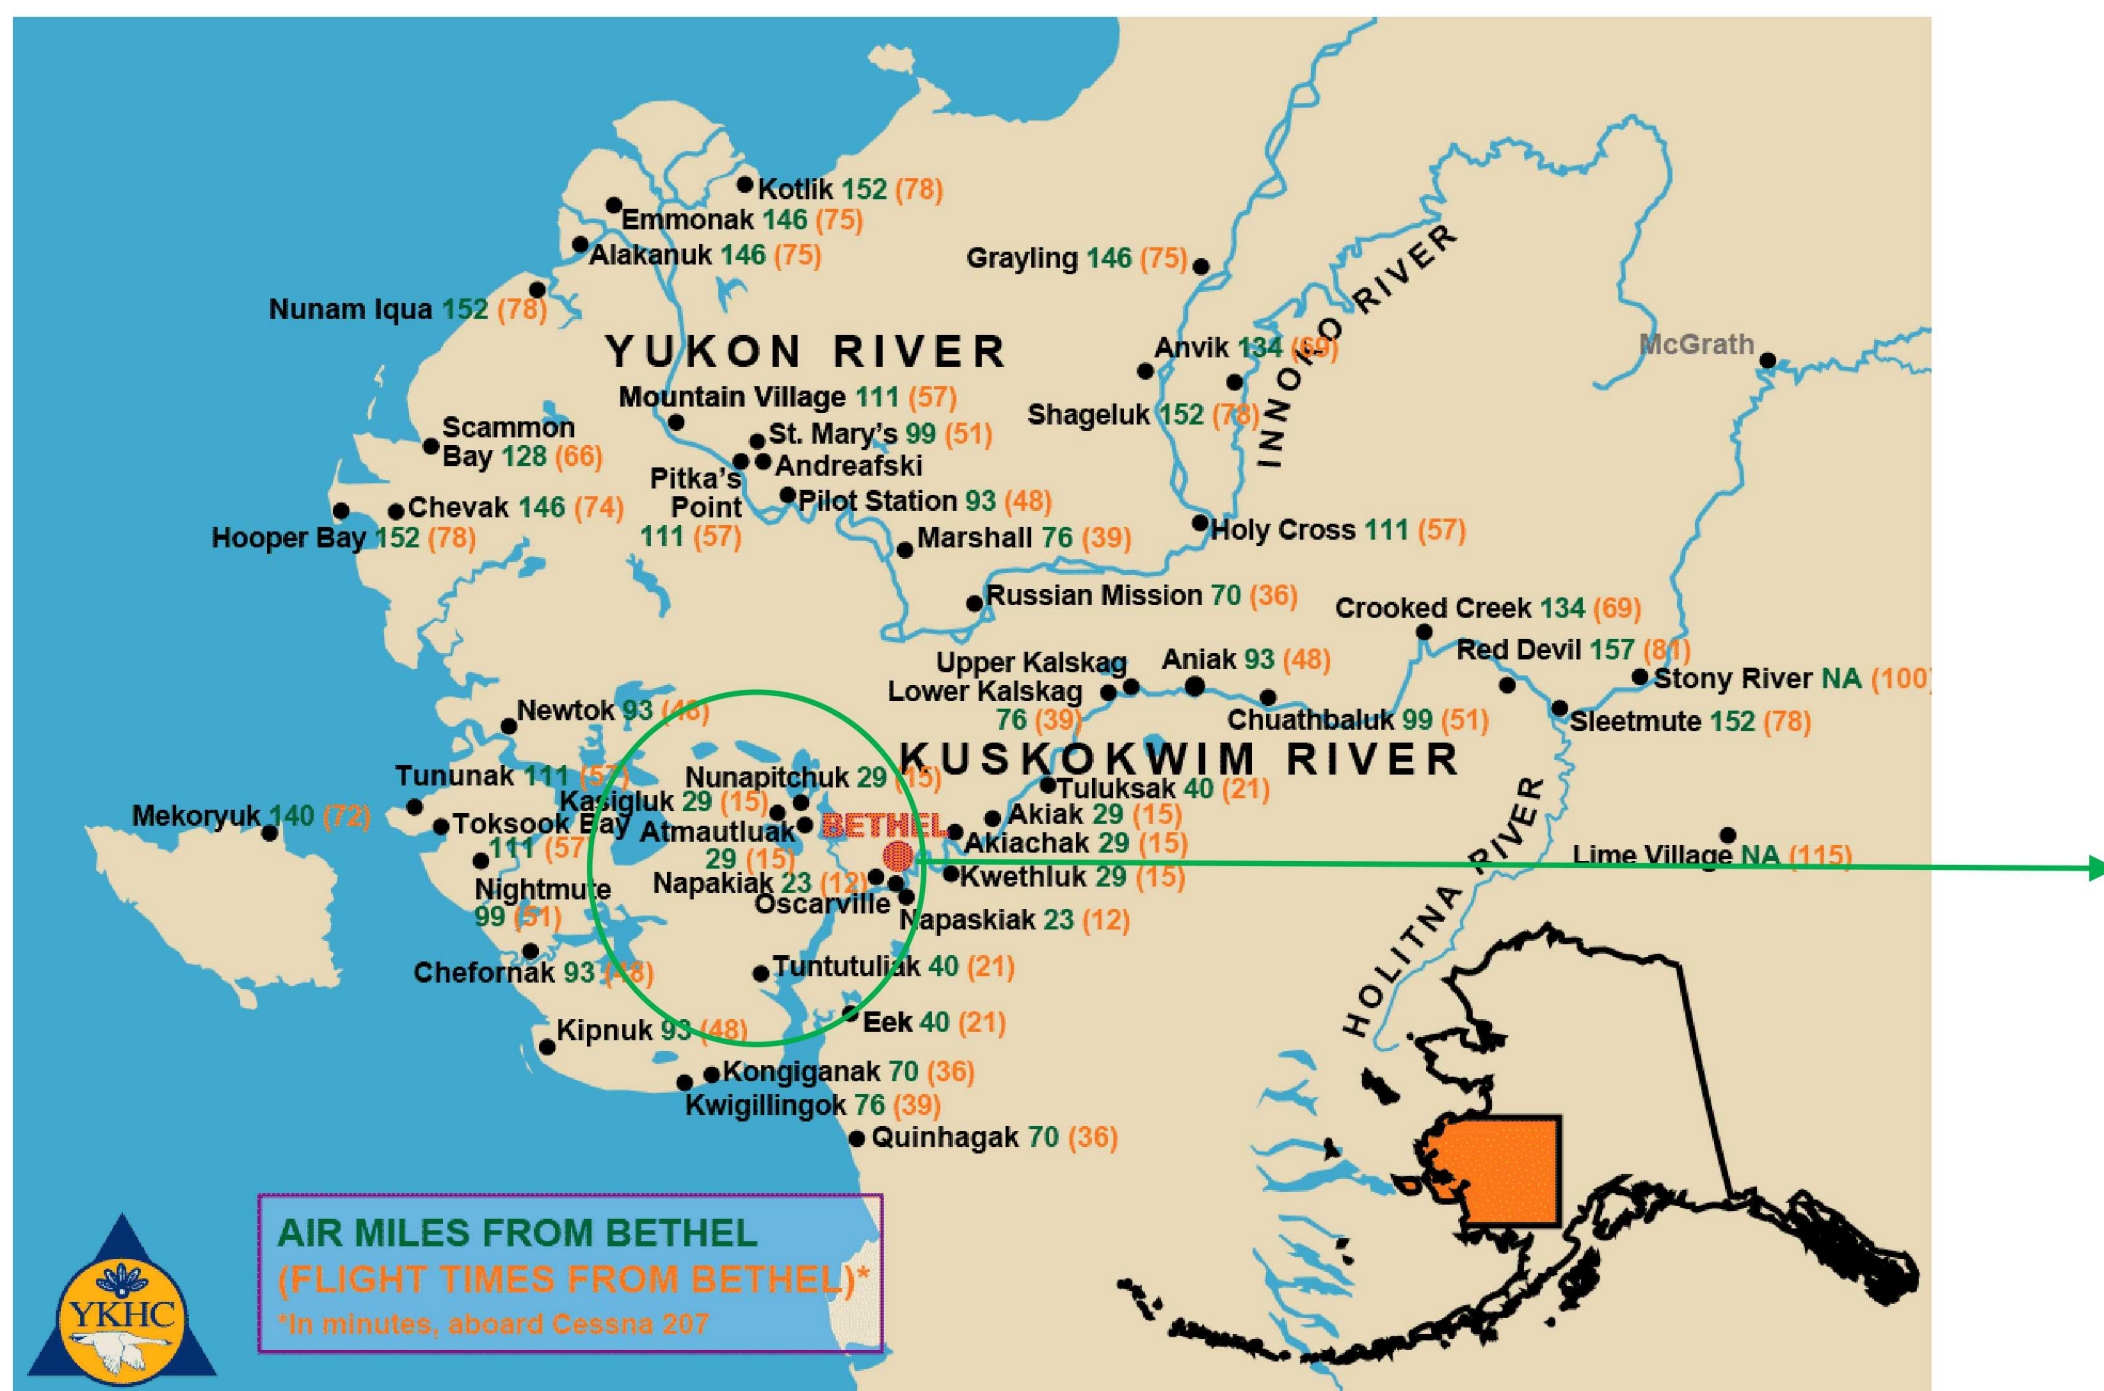 Kotlik 152 (78)
Emmonak 146 (75)
Alakanuk 146 (75)
Grayling 146 (75)
Nunam Iqua 152 (78)
YUKON RIVER
INNOKO RIVER
Anvik 134 (69)
McGrath
Mountain Village 111 (57)
Shageluk 152 (78)
Scammon
Bay 128 (66)
St. Mary's 99 (51)
Andreafski
Pitka's
Point
111 (57)
Pilot Station 93 (48)
Chevak 146 (74)
Hooper Bay 152 (78)
Marshall 76 (39)
Holy Cross 111 (57)
Russian Mission 70 (36)
Crooked Creek 134 (69)
Red Devil 157 (81)
Upper Kalskag
Lower Kalskag
76 (39)
Aniak 93 (48)
Stony River NA (100)
Chuathbaluk 99 (51)
Sleetmute 152 (78)
Newtok 93 (48)
KUSKOKWIM RIVER
Tununak 111 (57)
Nunapitchuk 29 (15)
Kasigluk 29 (15)
Tuluksak 40 (21)
Mekoryuk 140 (72)
Toksook Bay
111 (57)
Atmautluak
29 (15)
BETHEL
Akiak 29 (15)
Akiachak 29 (15)
HOLITNA RIVER
Lime Village NA (115)
Nightmute
99 (51)
Napakiak 23 (12)
Kwethluk 29 (15)
Oscarville
Napaskiak 23 (12)
Chefornak 93 (48)
Tuntutuliak 40 (21)
Kipnuk 93 (48)
Eek 40 (21)
Kongiganak 70 (36)
Kwigillingok 76 (39)
Quinhagak 70 (36)
AIR MILES FROM BETHEL
(FLIGHT TIMES FROM BETHEL)*
*In minutes, aboard Cessna 207
YKHC